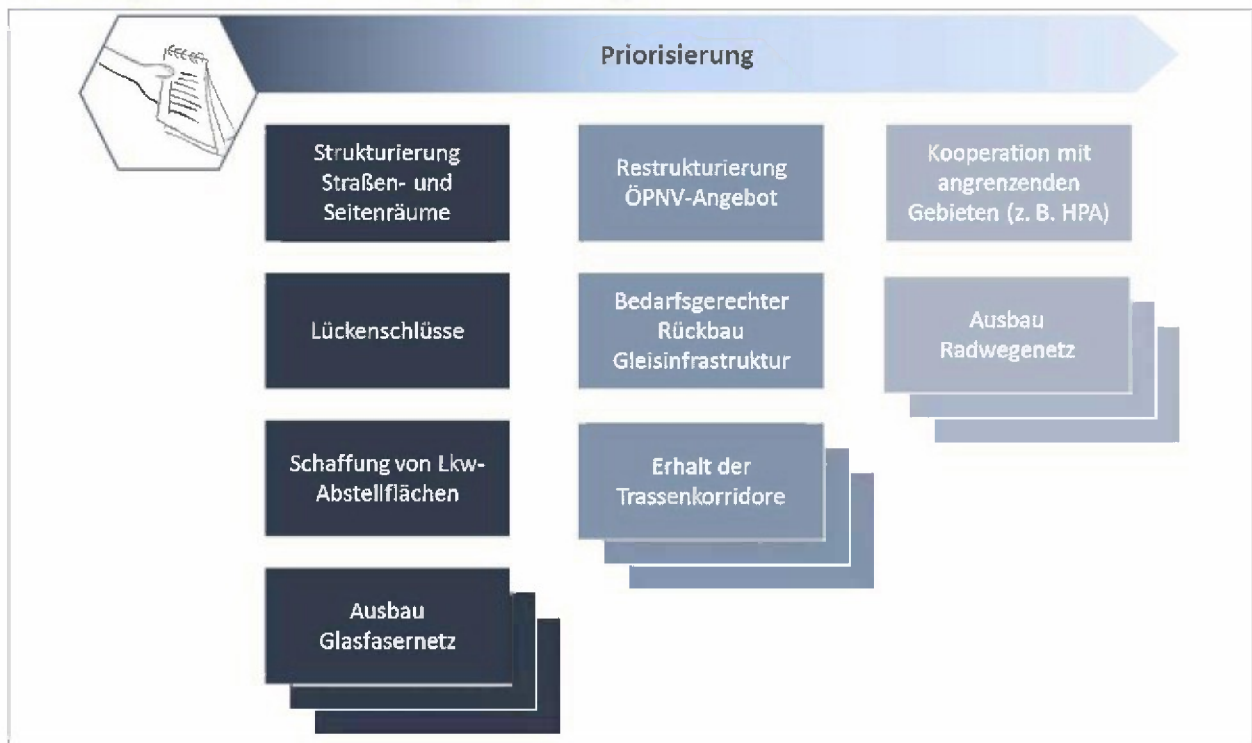 Priorisierung
Strukturierung
Straßen- und
Seitenräume
Lückenschlüsse
Schaffung von Lkw-
Abstellflächen
Ausbau
Glasfasernetz
Restrukturierung
ÖPNV-Angebot
Bedarfsgerechter
Rückbau
Gleisinfrastruktur
Erhalt der
Trassenkorridore
Kooperation mit
angrenzenden
Gebieten (z. B. HPA)
Ausbau
Radwegenetz